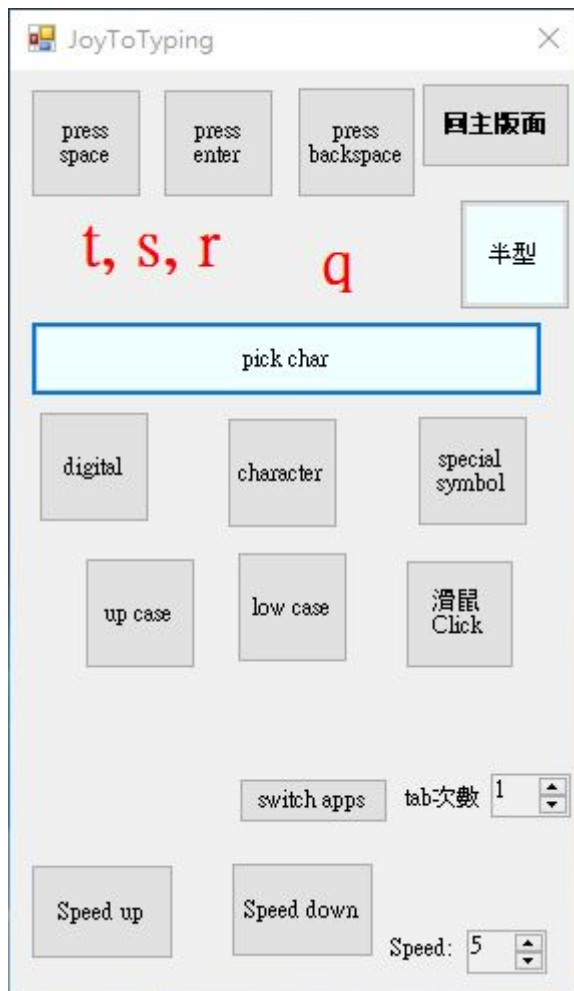 JoyToTyping
press
space
press
enter
press
backspace
回主版面
t, s, r
q
半型
pick char
digital
character
special
symbol
up case
low case
滑鼠
Click
switch apps
tab次數
1
Speed up
Speed down
Speed:
5